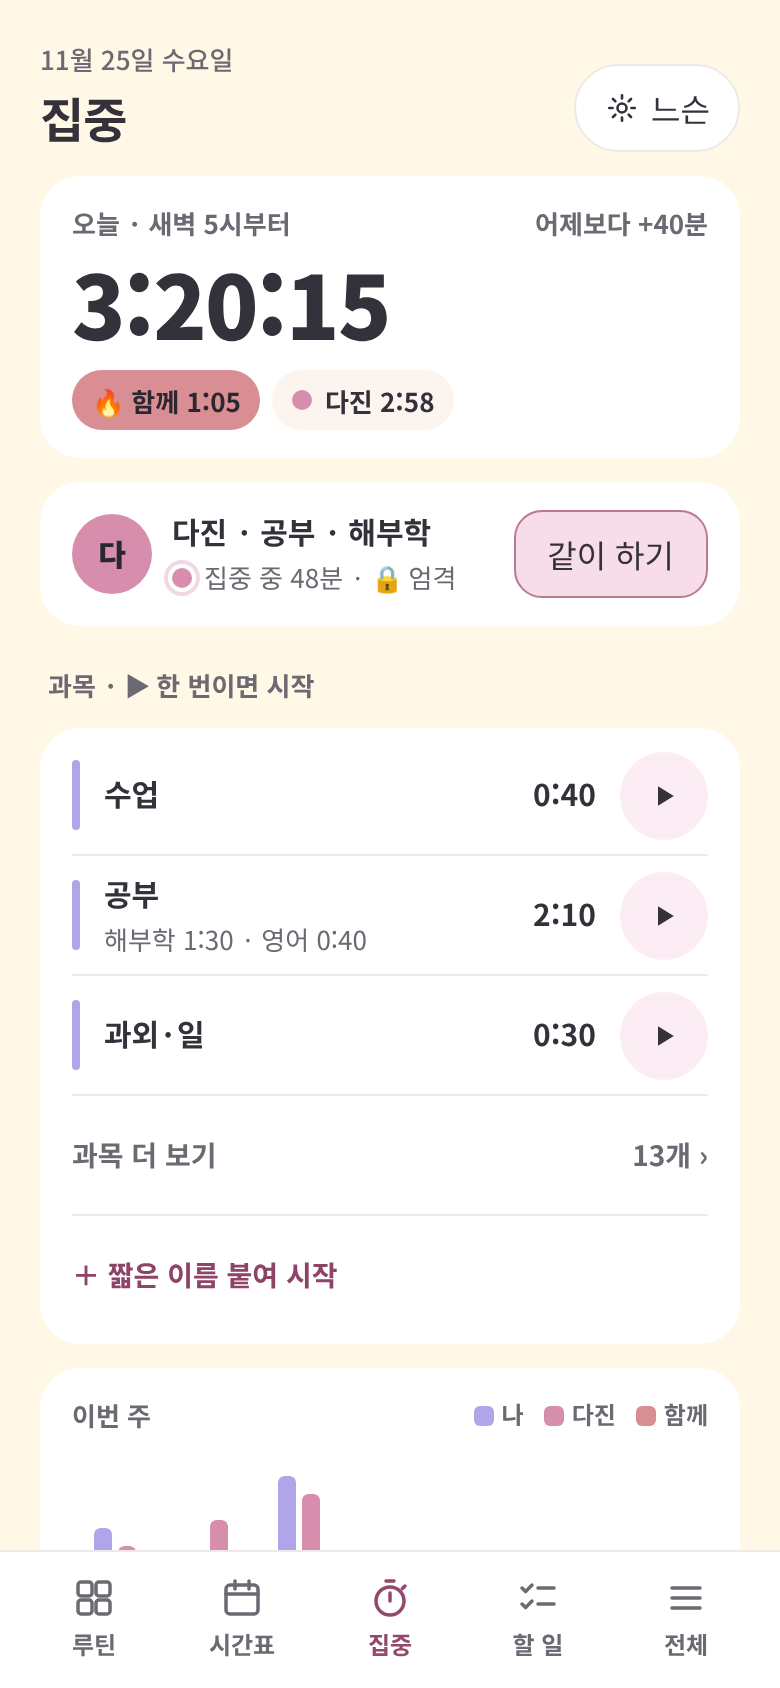 11월 25일 수요일
집중
느슨
오늘 · 새벽 5시부터
어제보다 +40분
3:20:15
🔥 함께 1:05
다진 2:58
다
다진 · 공부 · 해부학
집중 중 48분 · 🔒 엄격
같이 하기
과목 · ▶ 한 번이면 시작
수업
0:40
공부
해부학 1:30 · 영어 0:40
2:10
과외·일
0:30
과목 더 보기
13개 ›
+ 짧은 이름 붙여 시작
이번 주
나
다진
함께
루틴
시간표
집중
할 일
전체